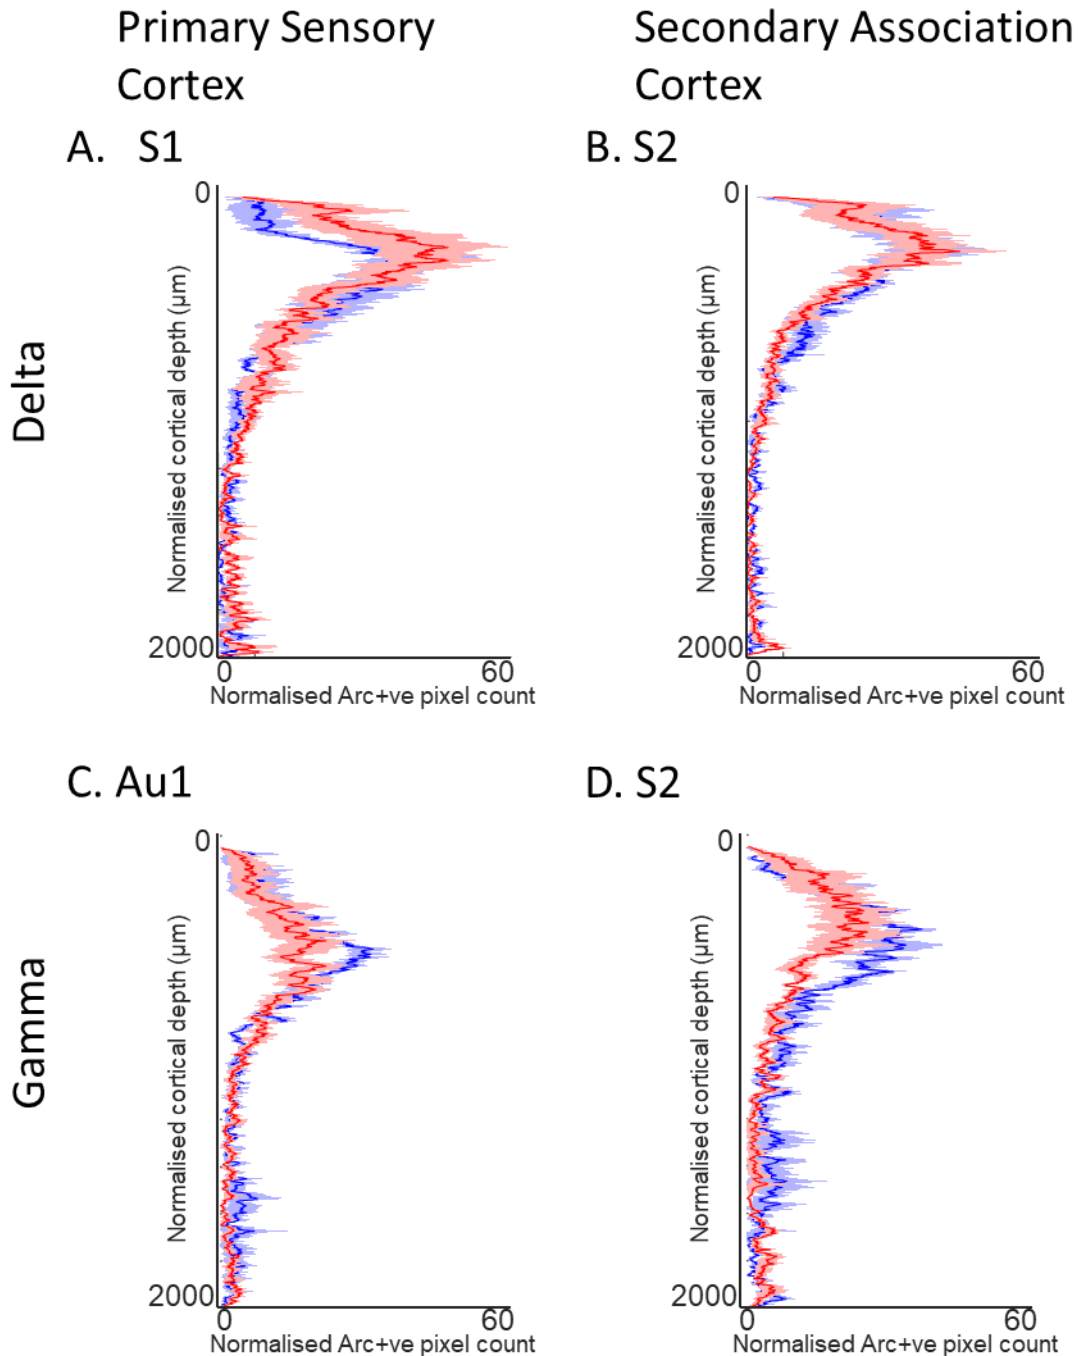 Primary Sensory
Cortex
Secondary Association
Cortex
A. S1
B. S2
Delta
0
Normalised cortical depth (µm)
2000
0
60
Normalised Arc+ve pixel count
0
Normalised cortical depth (µm)
2000
0
60
Normalised Arc+ve pixel count
C. Au1
D. S2
Gamma
0
Normalised cortical depth (µm)
2000
0
60
Normalised Arc+ve pixel count
0
Normalised cortical depth (µm)
2000
0
60
Normalised Arc+ve pixel count